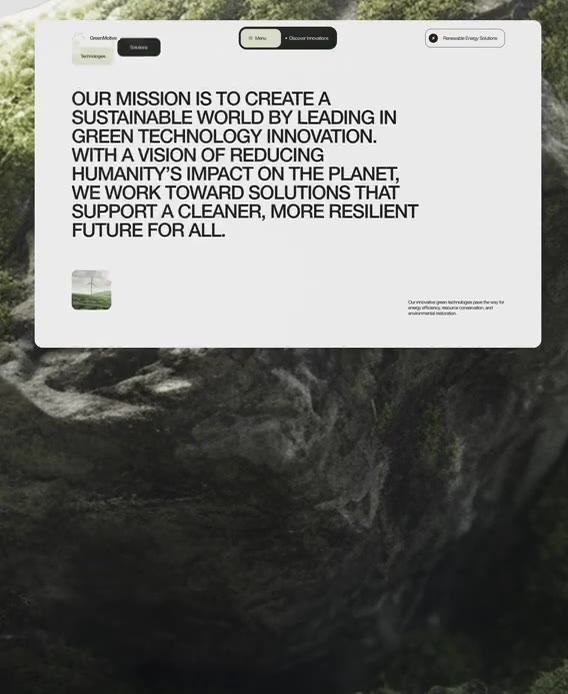 GreenMotive
Technologies
Solutions
Menu
Discover Innovations
Renewable Energy Solutions
OUR MISSION IS TO CREATE A
SUSTAINABLE WORLD BY LEADING IN
GREEN TECHNOLOGY INNOVATION.
WITH A VISION OF REDUCING
HUMANITY’S IMPACT ON THE PLANET,
WE WORK TOWARD SOLUTIONS THAT
SUPPORT A CLEANER, MORE RESILIENT
FUTURE FOR ALL.
Our innovative green technologies pave the way for
energy efficiency, resource conservation, and
environmental restoration.